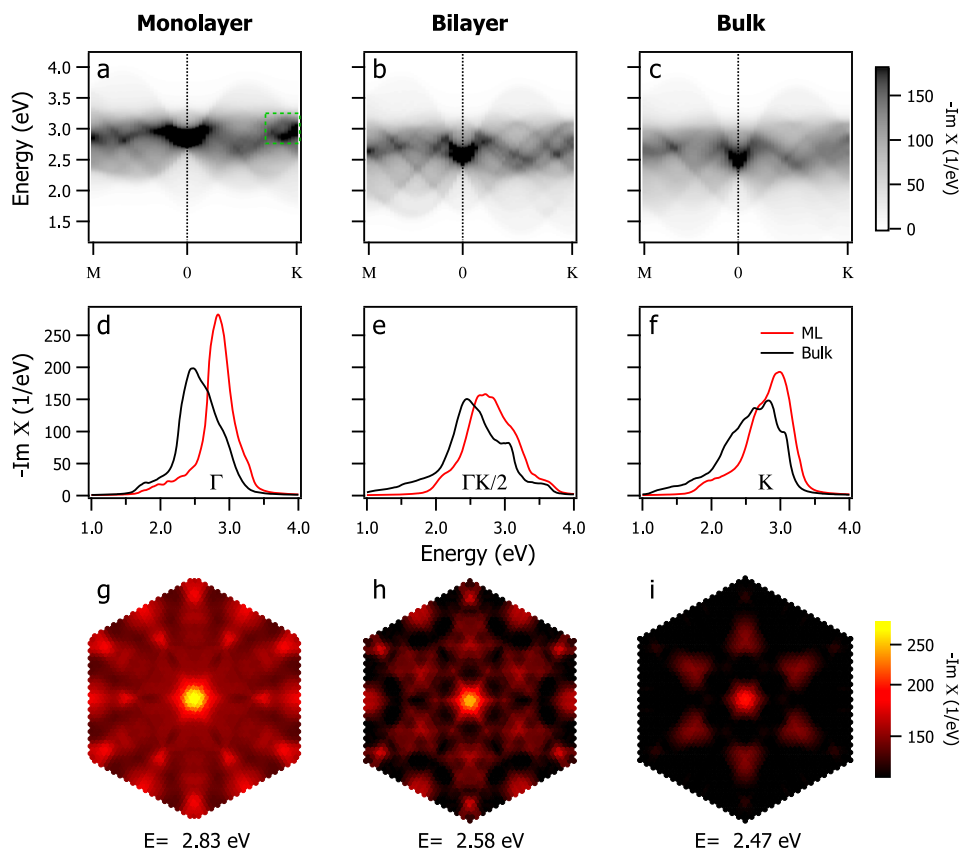 Monolayer Bilayer Bulk
a b c
4.0
3.5
3.0
2.5
2.0
1.5
Energy (eV)
M 0 K M 0 K M 0 K
150
100
50
0
-Im X (1/eV)
d e f
250
200
150
100
50
0
-Im X (1/eV)
ML
Bulk
Γ ΓK/2 K
1.0 2.0 3.0 4.0 1.0 2.0 3.0 4.0 1.0 2.0 3.0 4.0
Energy (eV)
g h i
250
200
150
-Im X (1/eV)
E= 2.83 eV E= 2.58 eV E= 2.47 eV